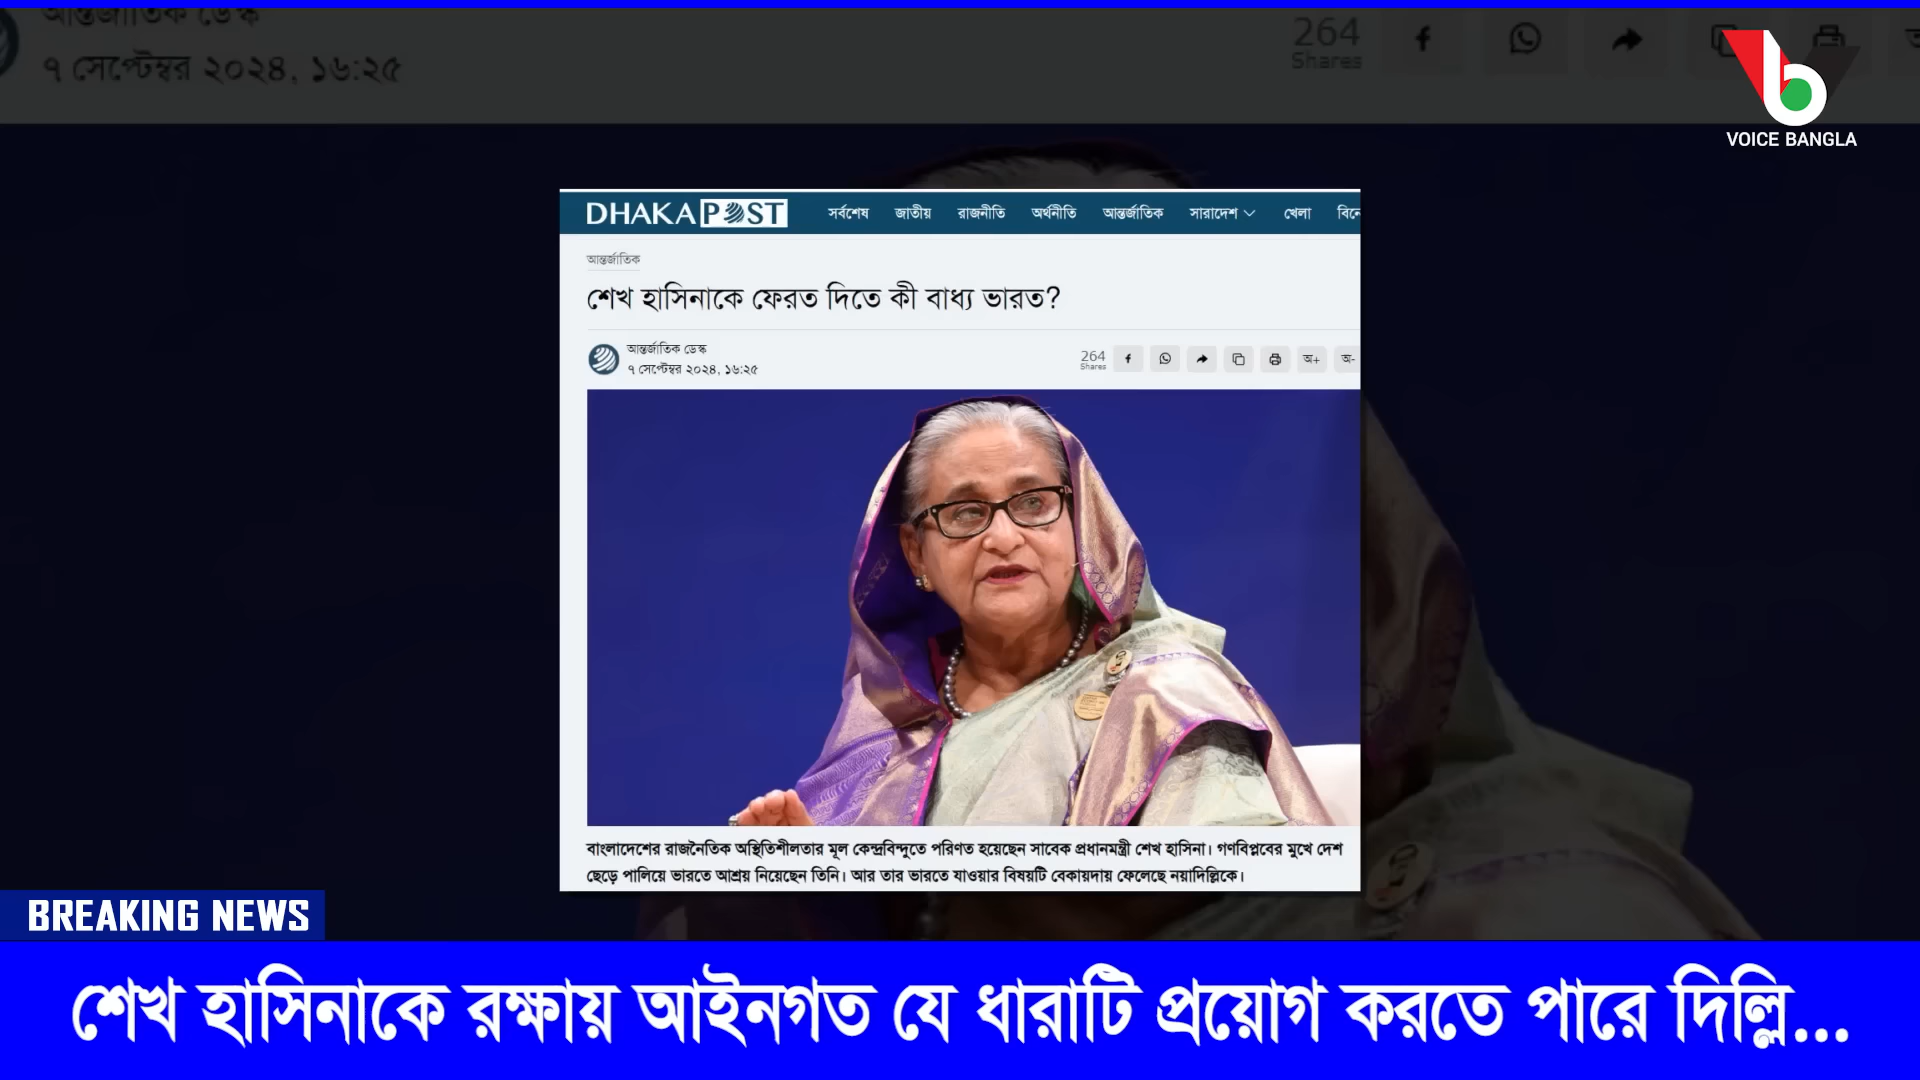 আন্তর্জাতিক ডেস্ক
৭ সেপ্টেম্বর ২০২৪, ১৬:২৫
264
Shares
VOICE BANGLA
DHAKA POST
সর্বশেষ জাতীয় রাজনীতি অর্থনীতি আন্তর্জাতিক সারাদেশ খেলা বিনো
আন্তর্জাতিক
শেখ হাসিনাকে ফেরত দিতে কী বাধ্য ভারত?
আন্তর্জাতিক ডেস্ক
৭ সেপ্টেম্বর ২০২৪, ১৬:২৫
264
Shares
অ+ অ-
বাংলাদেশের রাজনৈতিক অস্থিতিশীলতার মূল কেন্দ্রবিন্দুতে পরিণত হয়েছেন সাবেক প্রধানমন্ত্রী শেখ হাসিনা। গণবিপ্লবের মুখে দেশ
ছেড়ে পালিয়ে ভারতে আশ্রয় নিয়েছেন তিনি। আর তার ভারতে যাওয়ার বিষয়টি বেকায়দায় ফেলেছে নয়াদিল্লিকে।
BREAKING NEWS
শেখ হাসিনাকে রক্ষায় আইনগত যে ধারাটি প্রয়োগ করতে পারে দিল্লি...